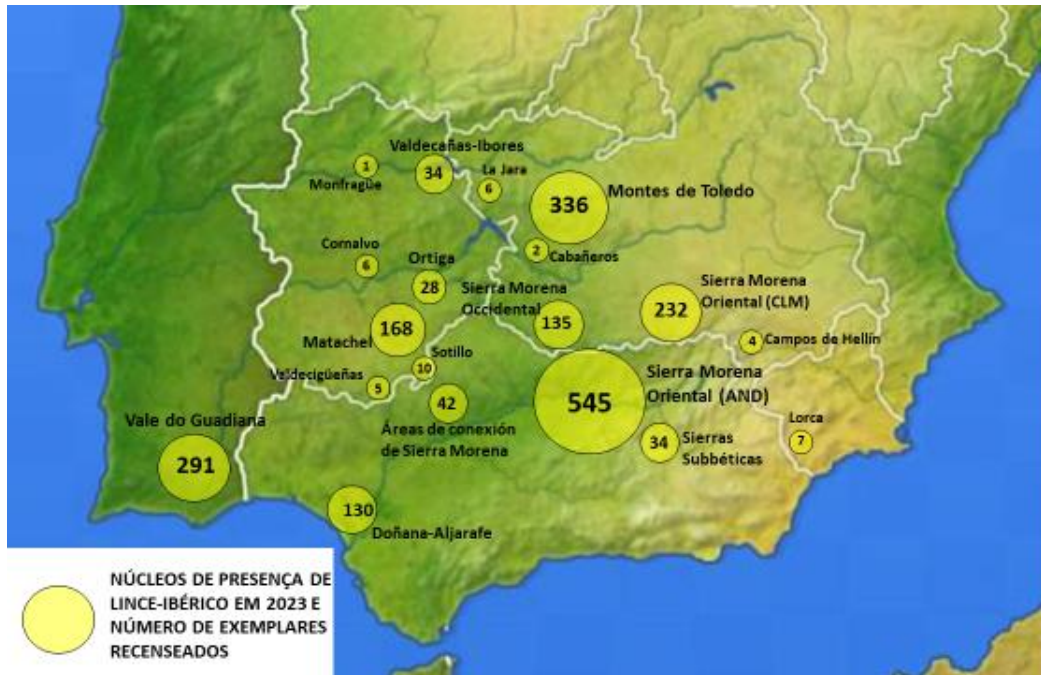 Valdecañas-Ibores
1
34
La Jara
6
Monfragüe
336
Montes de Toledo
2
Cabañeros
Cornalvo
6
Ortiga
28
Sierra Morena
Occidental
135
Sierra Morena
Oriental (CLM)
232
168
Matachel
4
Campos de Hellín
Sotillo
10
Valdecigüeñas
5
545
Sierra Morena
Oriental (AND)
42
Áreas de conexión
de Sierra Morena
34
Sierras
Subbéticas
Lorca
7
Vale do Guadiana
291
130
Doñana-Aljarafe
NÚCLEOS DE PRESENÇA DE
LINCE-IBÉRICO EM 2023 E
NÚMERO DE EXEMPLARES
RECENSEADOS